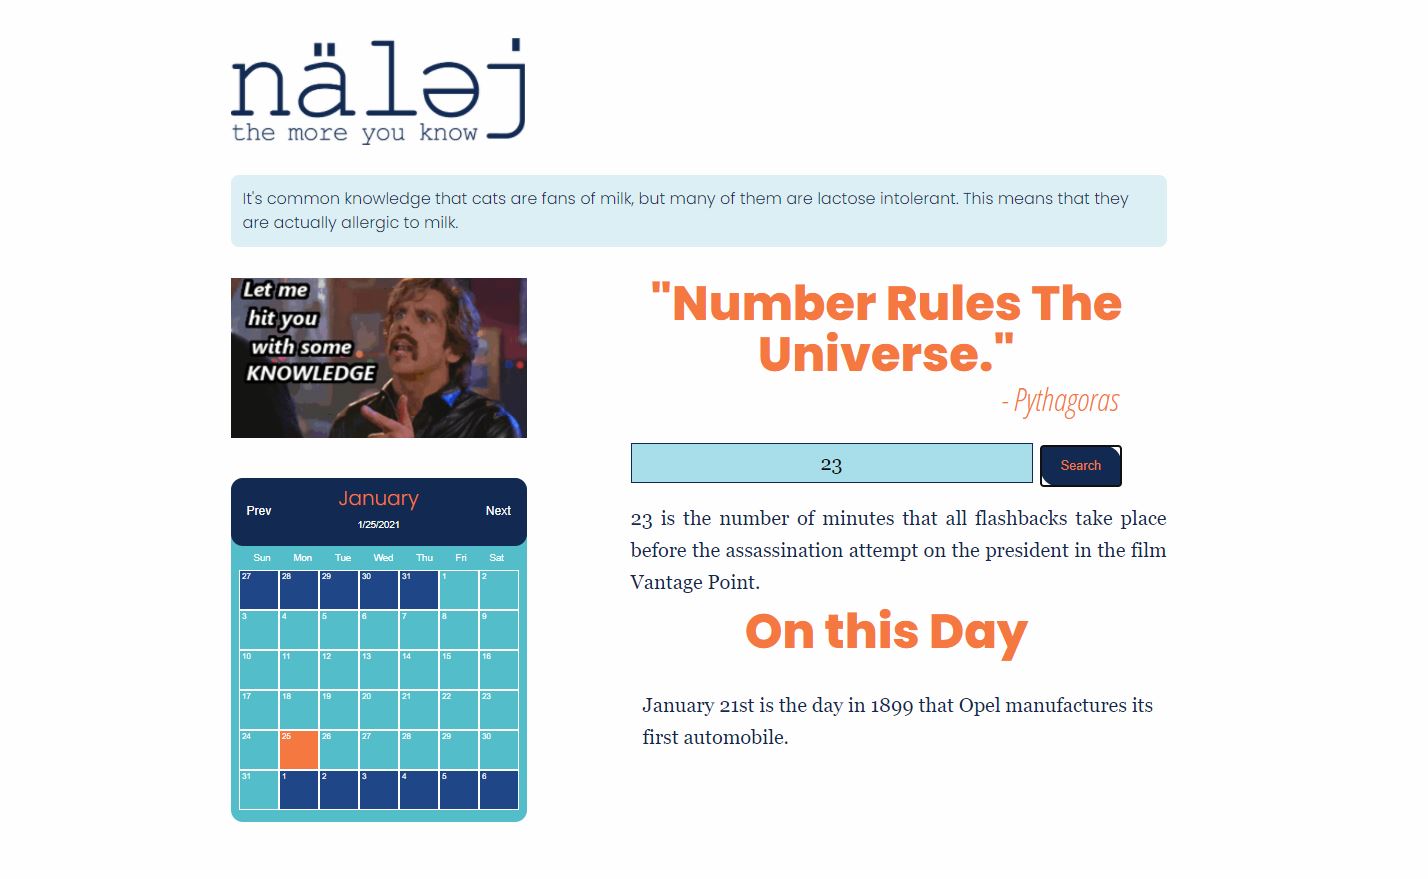 näləj
the more you know
It's common knowledge that cats are fans of milk, but many of them are lactose intolerant. This means that they
are actually allergic to milk.
Let me
hit you
with some
KNOWLEDGE
"Number Rules The
Universe."
- Pythagoras
23
Search
23 is the number of minutes that all flashbacks take place
before the assassination attempt on the president in the film
Vantage Point.
On this Day
January 21st is the day in 1899 that Opel manufactures its
first automobile.
Prev January Next
1/25/2021
Sun Mon Tue Wed Thu Fri Sat
27 28 29 30 31 1 2
3 4 5 6 7 8 9
10 11 12 13 14 15 16
17 18 19 20 21 22 23
24 25 26 27 28 29 30
31 1 2 3 4 5 6